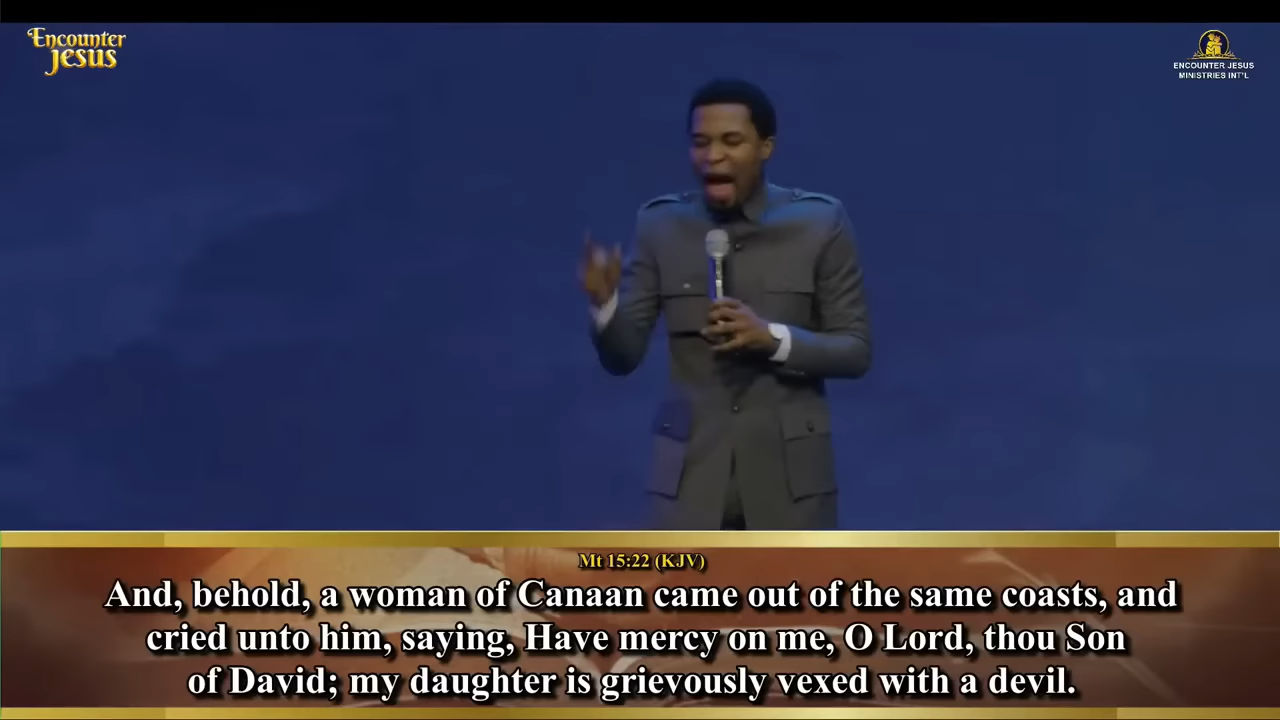 Encounter
Jesus
ENCOUNTER JESUS
MINISTRIES INT'L
Mt 15:22 (KJV)
And, behold, a woman of Canaan came out of the same coasts, and
cried unto him, saying, Have mercy on me, O Lord, thou Son
of David; my daughter is grievously vexed with a devil.